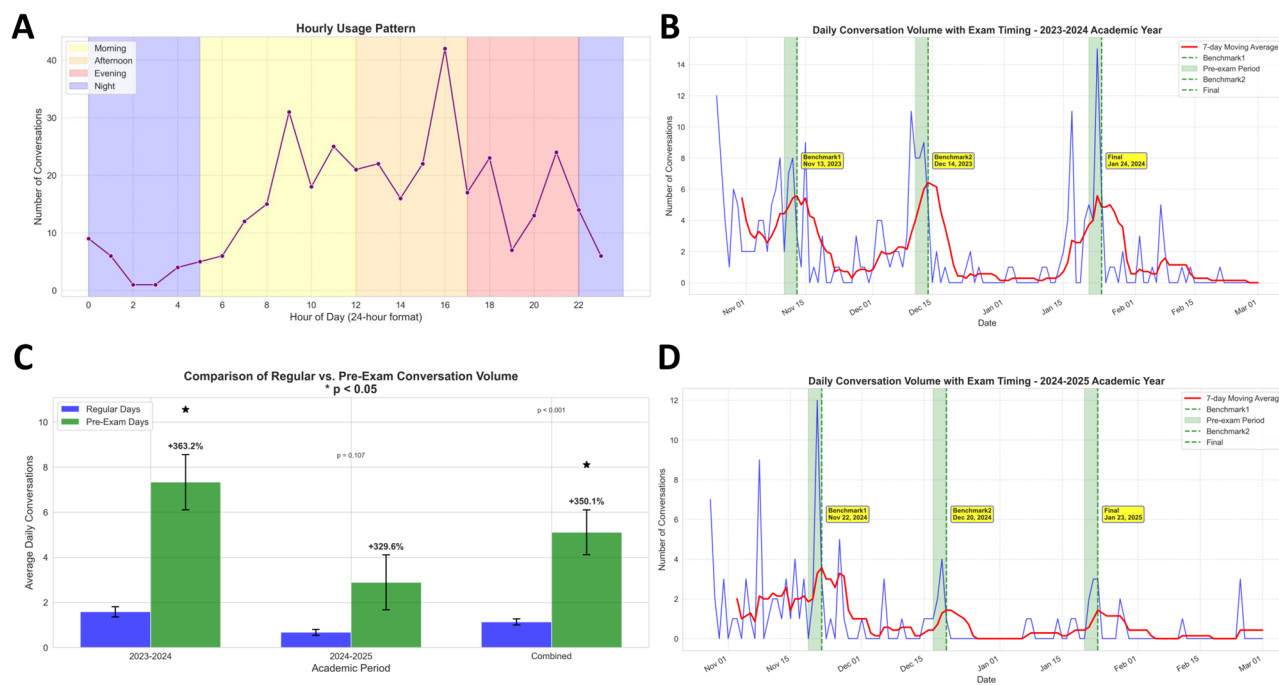 A
Hourly Usage Pattern
Morning
Afternoon
Evening
Night
40
30
20
10
0
Number of Conversations
0 2 4 6 8 10 12 14 16 18 20 22
Hour of Day (24-hour format)
B
Daily Conversation Volume with Exam Timing - 2023-2024 Academic Year
7-day Moving Average
Benchmark1
Pre-exam Period
Benchmark2
Final
14
12
10
8
6
4
2
0
Number of Conversations
Benchmark1
Nov 13, 2023
Benchmark2
Dec 14, 2023
Final
Jan 24, 2024
Nov 01 Nov 15 Dec 01 Dec 15 Jan 01 Jan 15 Feb 01 Feb 15 Mar 01
Date
C
Comparison of Regular vs. Pre-Exam Conversation Volume
* p < 0.05
Regular Days
Pre-Exam Days
10
8
6
4
2
0
Average Daily Conversations
★
+363.2%
p = 0.107
+329.6%
p < 0.001
★
+350.1%
2023-2024 2024-2025 Combined
Academic Period
D
Daily Conversation Volume with Exam Timing - 2024-2025 Academic Year
7-day Moving Average
Benchmark1
Pre-exam Period
Benchmark2
Final
12
10
8
6
4
2
0
Number of Conversations
Benchmark1
Nov 22, 2024
Benchmark2
Dec 20, 2024
Final
Jan 23, 2025
Nov 01 Nov 15 Dec 01 Dec 15 Jan 01 Jan 15 Feb 01 Feb 15 Mar 01
Date